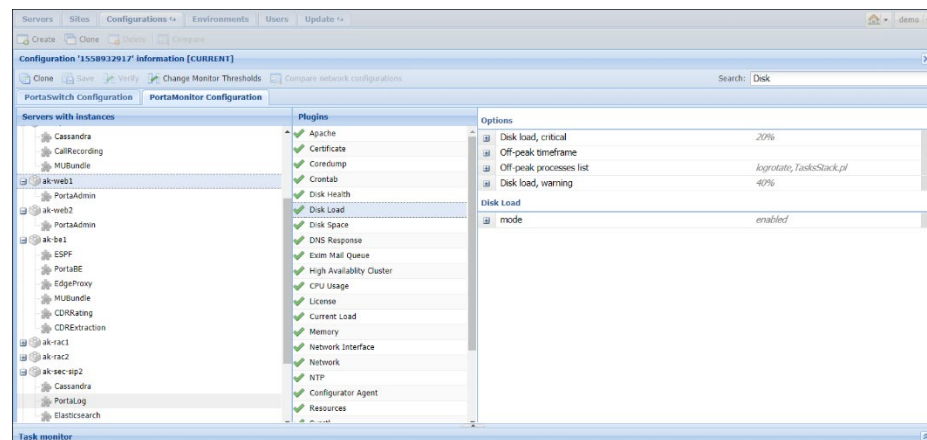 Servers Sites Configurations Environments Users Update demo
Create Clone Delete Compare
Configuration '1558932917' information [CURRENT]
Clone Save Verify Change Monitor Thresholds Compare network configurations Search: Disk
PortaSwitch Configuration PortaMonitor Configuration
Servers with instances
Cassandra
CallRecording
MUBundle
ak-web1
PortaAdmin
ak-web2
PortaAdmin
ak-be1
ESPF
PortaBE
EdgeProxy
MUBundle
CDRRating
CDRExtraction
ak-rac1
ak-rac2
ak-sec-sip2
Cassandra
PortaLog
Elasticsearch
Plugins
Apache
Certificate
Coredump
Crontab
Disk Health
Disk Load
Disk Space
DNS Response
Exim Mail Queue
High Availablity Cluster
CPU Usage
License
Current Load
Memory
Network Interface
Network
NTP
Configurator Agent
Resources
Options
Disk load, critical 20%
Off-peak timeframe
Off-peak processes list logrotate,TasksStack.pl
Disk load, warning 40%
Disk Load
mode enabled
Task monitor